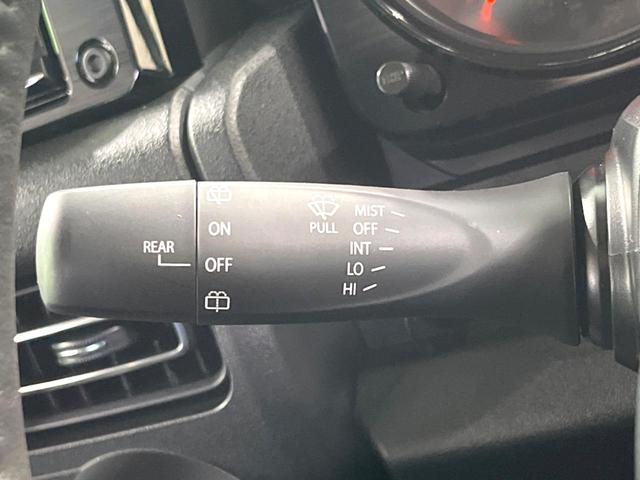 REAR
ON
OFF
PULL
MIST
OFF
INT
LO
HI